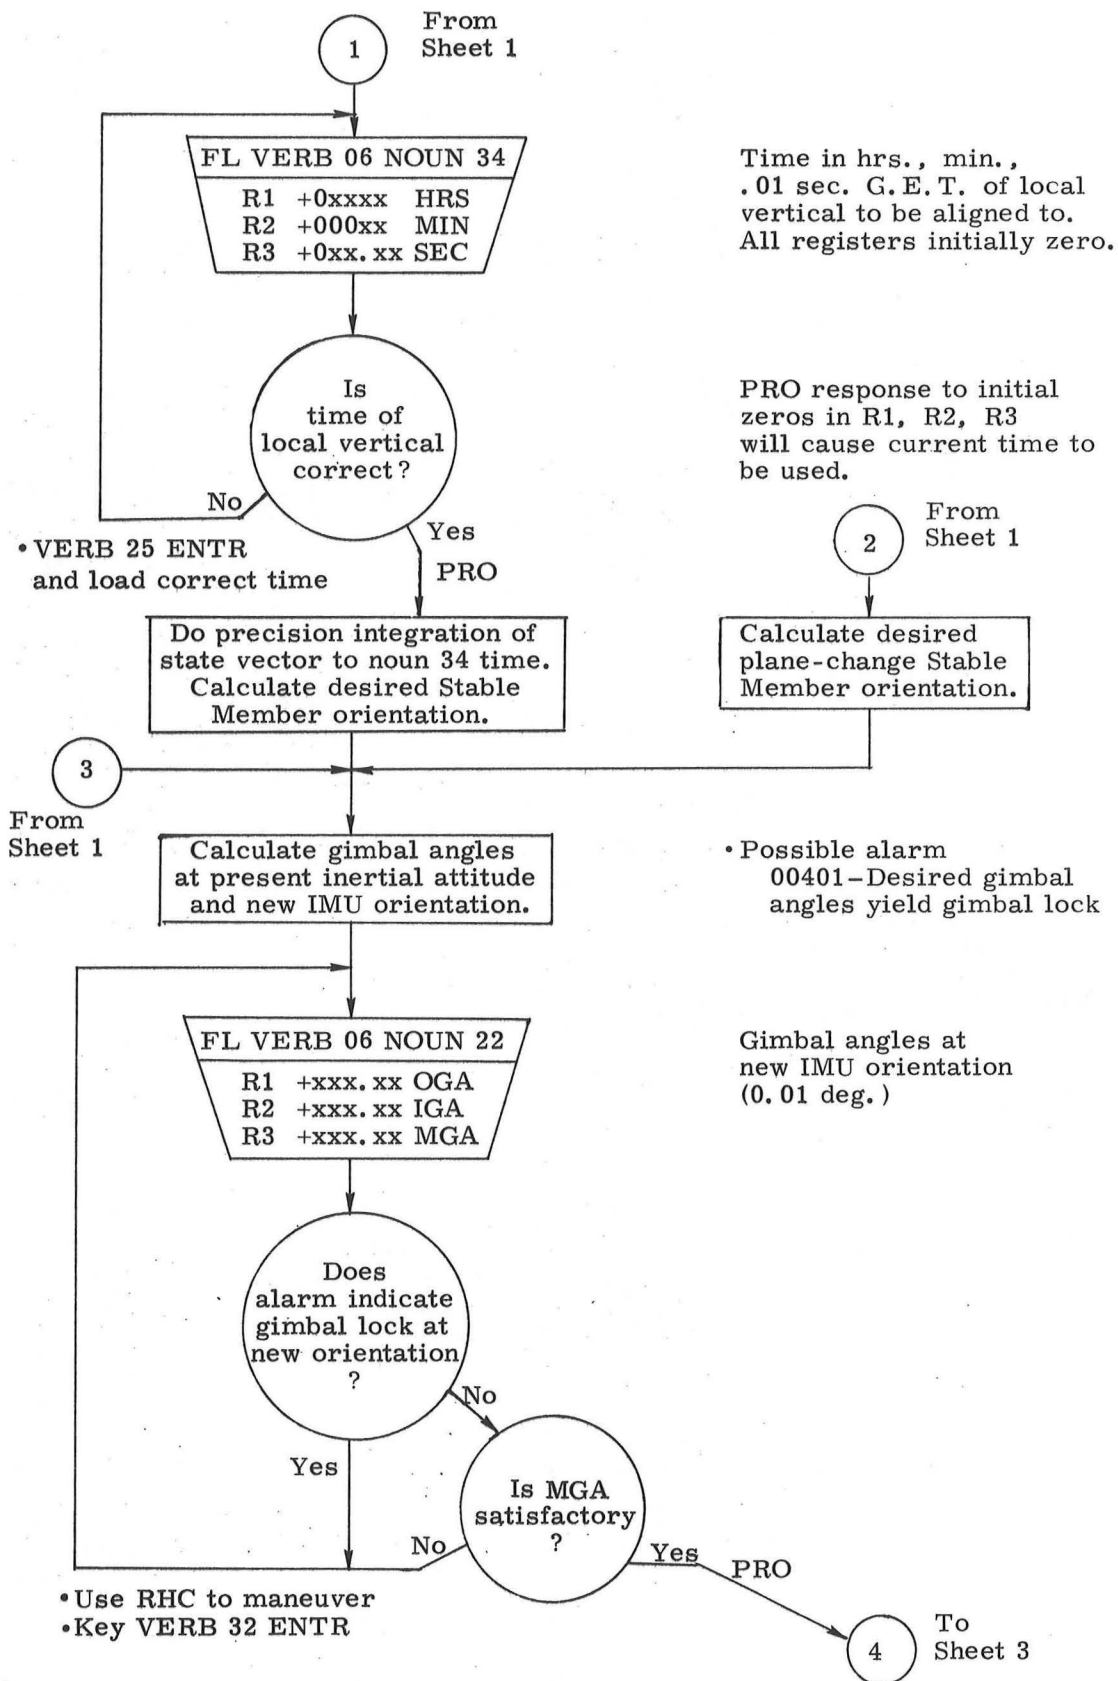 From
Sheet 1
1
FL VERB 06 NOUN 34
R1 +0xxxx HRS
R2 +000xx MIN
R3 +0xx.xx SEC
Time in hrs., min.,
.01 sec. G.E.T. of local
vertical to be aligned to.
All registers initially zero.
Is
time of
local vertical
correct?
PRO response to initial
zeros in R1, R2, R3
will cause current time to
be used.
No
Yes
PRO
• VERB 25 ENTR
and load correct time
From
Sheet 1
2
Do precision integration of
state vector to noun 34 time.
Calculate desired Stable
Member orientation.
Calculate desired
plane-change Stable
Member orientation.
3
From
Sheet 1
Calculate gimbal angles
at present inertial attitude
and new IMU orientation.
• Possible alarm
00401-Desired gimbal
angles yield gimbal lock
FL VERB 06 NOUN 22
R1 +xxx.xx OGA
R2 +xxx.xx IGA
R3 +xxx.xx MGA
Gimbal angles at
new IMU orientation
(0.01 deg.)
Does
alarm indicate
gimbal lock at
new orientation
?
No
Yes
Is MGA
satisfactory
?
No
Yes
PRO
• Use RHC to maneuver
• Key VERB 32 ENTR
4
To
Sheet 3